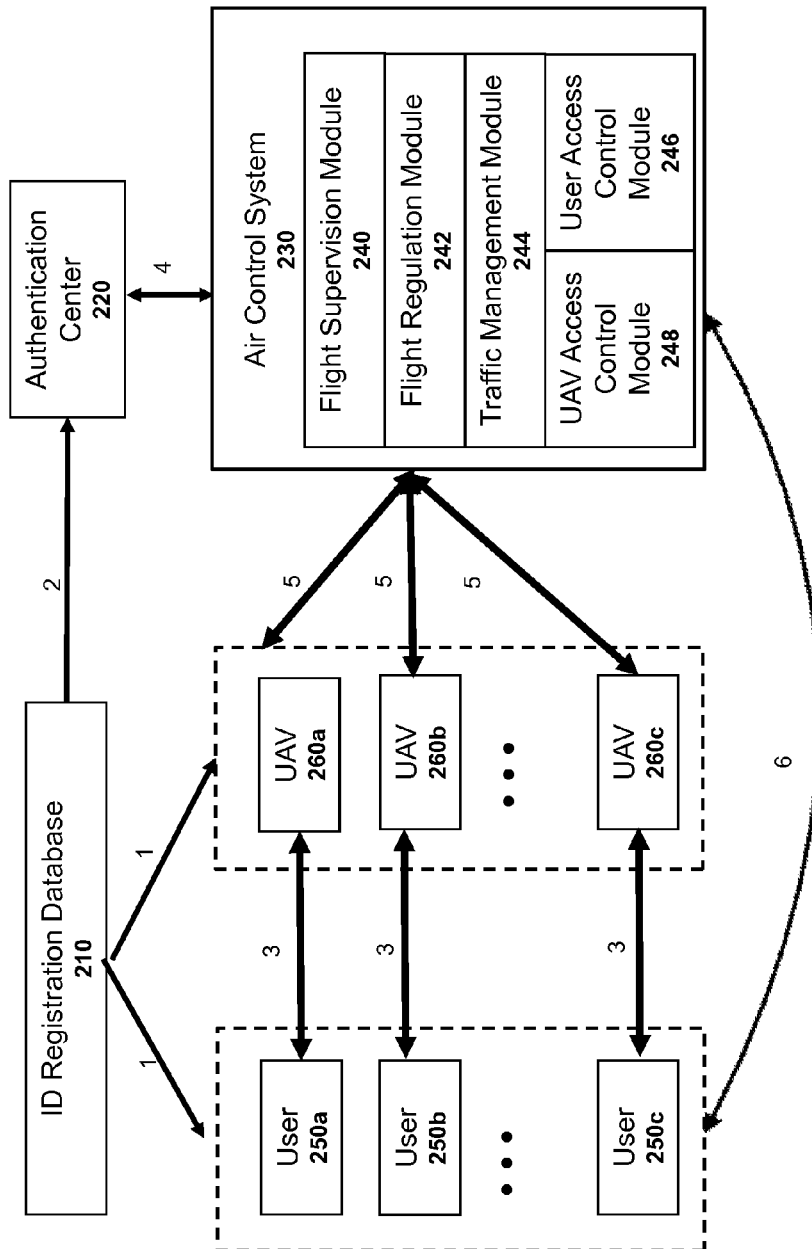 ID Registration Database
210
2
Authentication
Center
220
4
1
1
User
250a
User
250b
User
250c
3
3
3
UAV
260a
UAV
260b
UAV
260c
5
5
5
Air Control System
230
Flight Supervision Module
240
Flight Regulation Module
242
Traffic Management Module
244
UAV Access
Control
Module
248
User Access
Control
Module
246
6